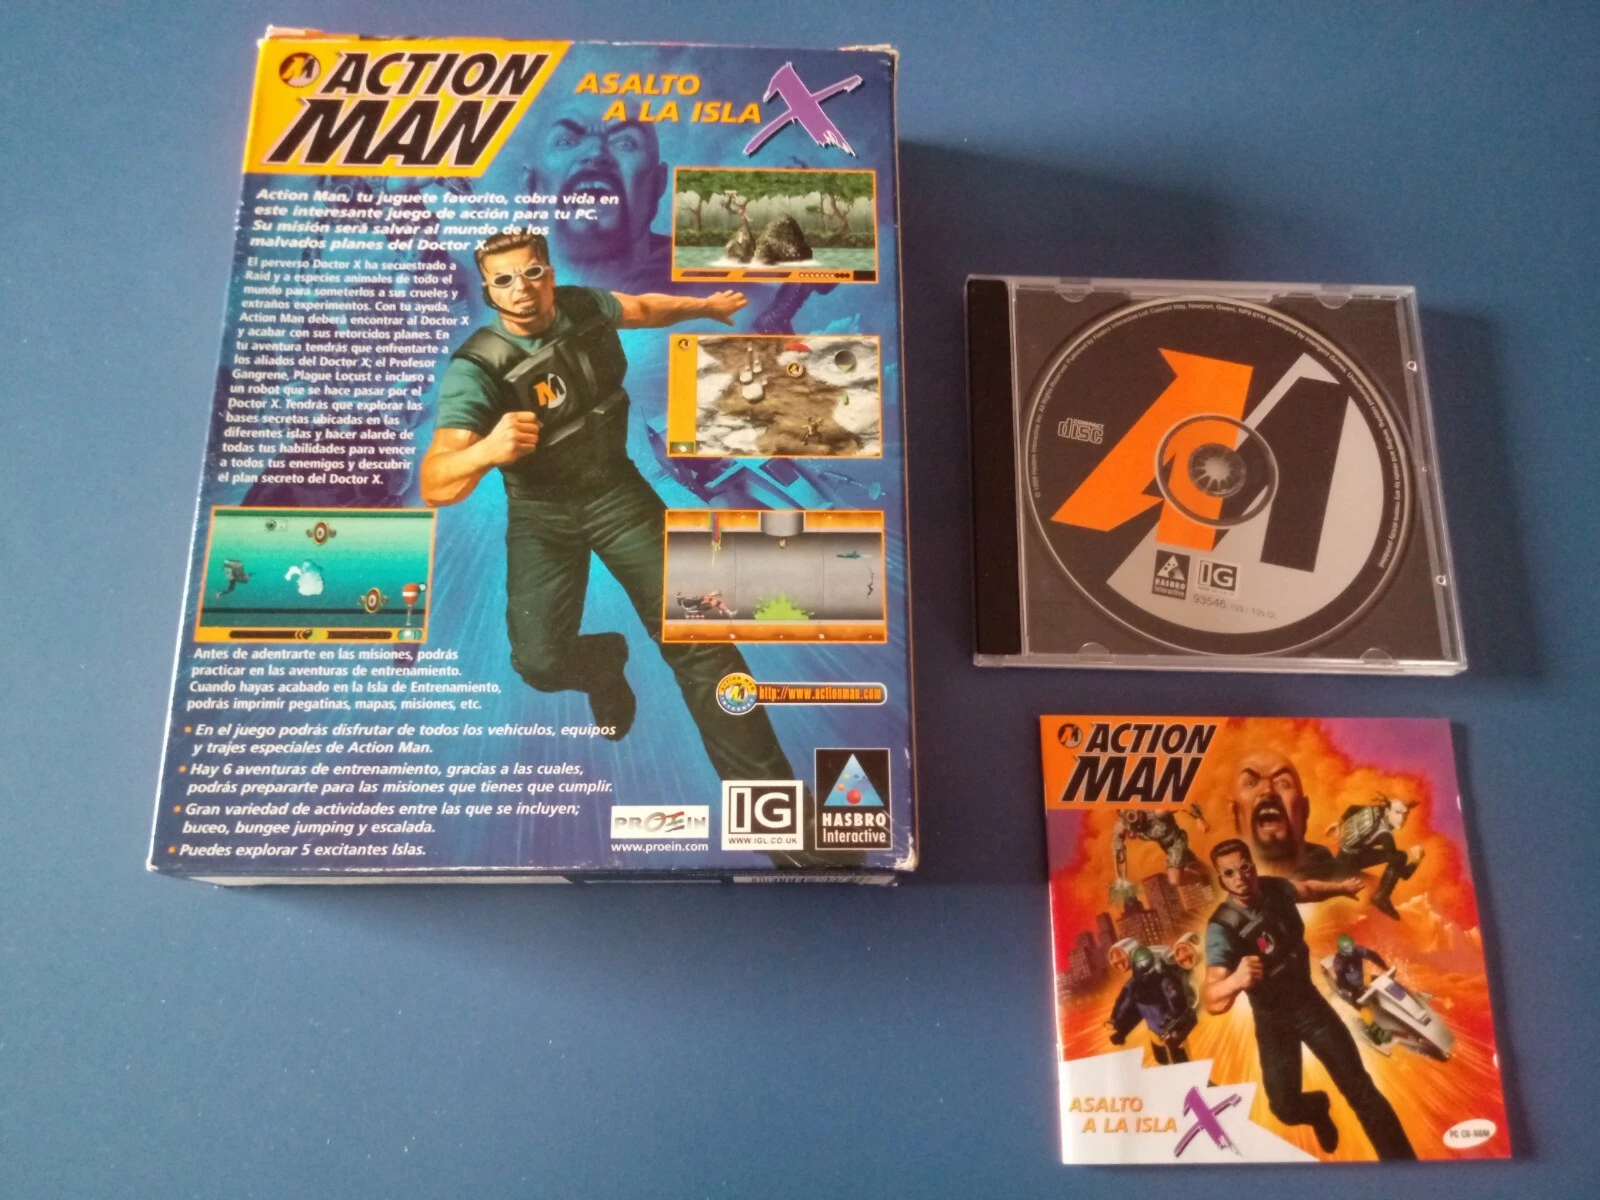 ACTION
MAN
ASALTO
A LA ISLA
X
Action Man, tu juguete favorito, cobra vida en
este interesante juego de acción para tu PC.
Su misión será salvar al mundo de los
malvados planes del Doctor X.
El perverso Doctor X ha secuestrado a
Raid y a especies animales de todo el
mundo para someterlos a sus crueles y
extraños experimentos. Con tu ayuda,
Action Man deberá encontrar al Doctor X
y acabar con sus retorcidos planes. En
tu aventura tendrás que enfrentarte a
los aliados del Doctor X; el Profesor
Gangrene, Plague Locust e incluso a
un robot que se hace pasar por el
Doctor X. Tendrás que explorar las
bases secretas ubicadas en las
diferentes islas y hacer alarde de
todas tus habilidades para vencer
a todos tus enemigos y descubrir
el plan secreto del Doctor X.
Antes de adentrarte en las misiones, podrás
practicar en las aventuras de entrenamiento.
Cuando hayas acabado en la Isla de Entrenamiento,
podrás imprimir pegatinas, mapas, misiones, etc.
http://www.actionman.com
• En el juego podrás disfrutar de todos los vehículos, equipos
y trajes especiales de Action Man.
• Hay 6 aventuras de entrenamiento, gracias a las cuales,
podrás prepararte para las misiones que tienes que cumplir.
• Gran variedad de actividades entre las que se incluyen;
buceo, bungee jumping y escalada.
• Puedes explorar 5 excitantes Islas.
PROEIN
www.proein.com
IG
WWW.IGL.CO.UK
HASBRO
Interactive
COMPACT
disc
HASBRO
Interactive
IG
93546
ACTION
MAN
ASALTO
A LA ISLA
X
PC CD-ROM